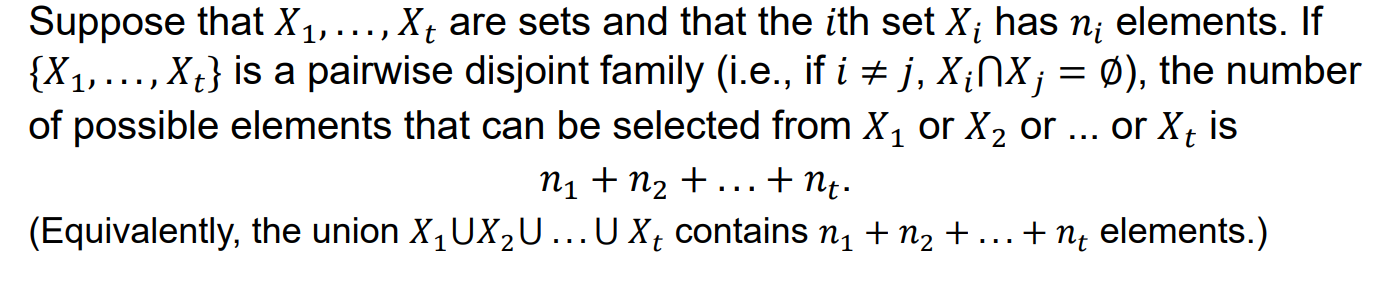 Suppose that X₁,..., Xₜ are sets and that the ith set Xᵢ has nᵢ elements. If
{X₁,..., Xₜ} is a pairwise disjoint family (i.e., if i ≠ j, Xᵢ∩Xⱼ = ∅), the number
of possible elements that can be selected from X₁ or X₂ or ... or Xₜ is
n₁ + n₂ + ... + nₜ.
(Equivalently, the union X₁∪X₂∪ ...∪ Xₜ contains n₁ + n₂ + ... + nₜ elements.)